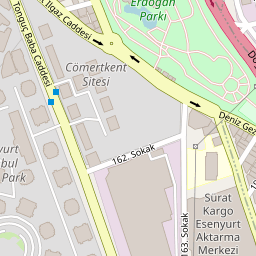 Erdoğan
Parkı
Ilgaz Caddesi
Tonguç Baba Caddesi
Cömertkent
Sitesi
Deniz Gez
162. Sokak
yurt
bul
Park
163. Sokak
Surat
Kargo
Esenyurt
Aktarma
Merkezi